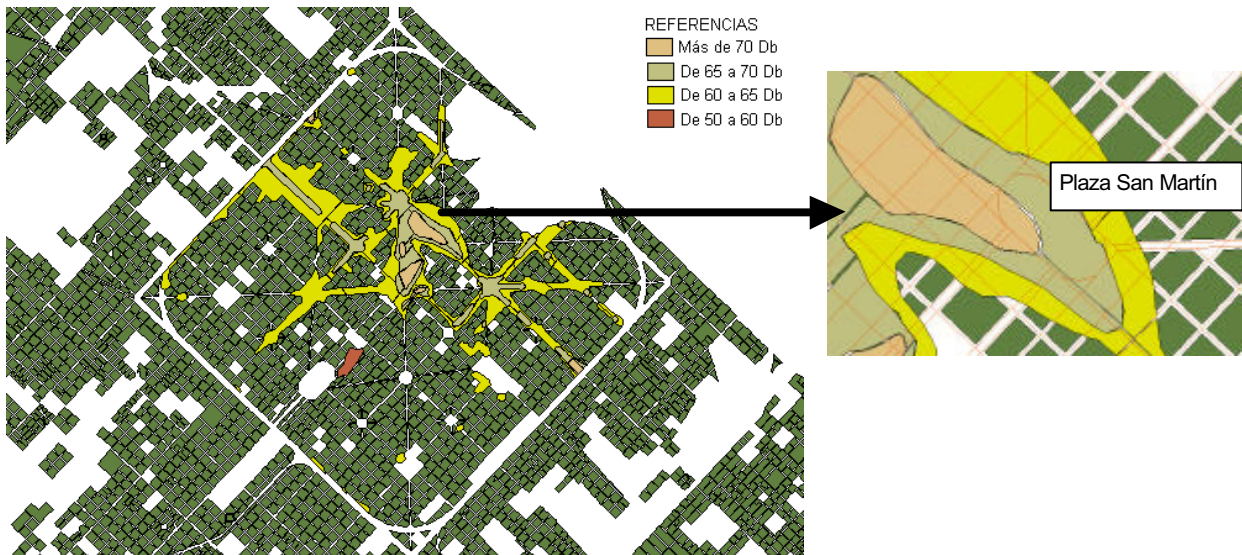 REFERENCIAS
Más de 70 Db
De 65 a 70 Db
De 60 a 65 Db
De 50 a 60 Db
Plaza San Martín